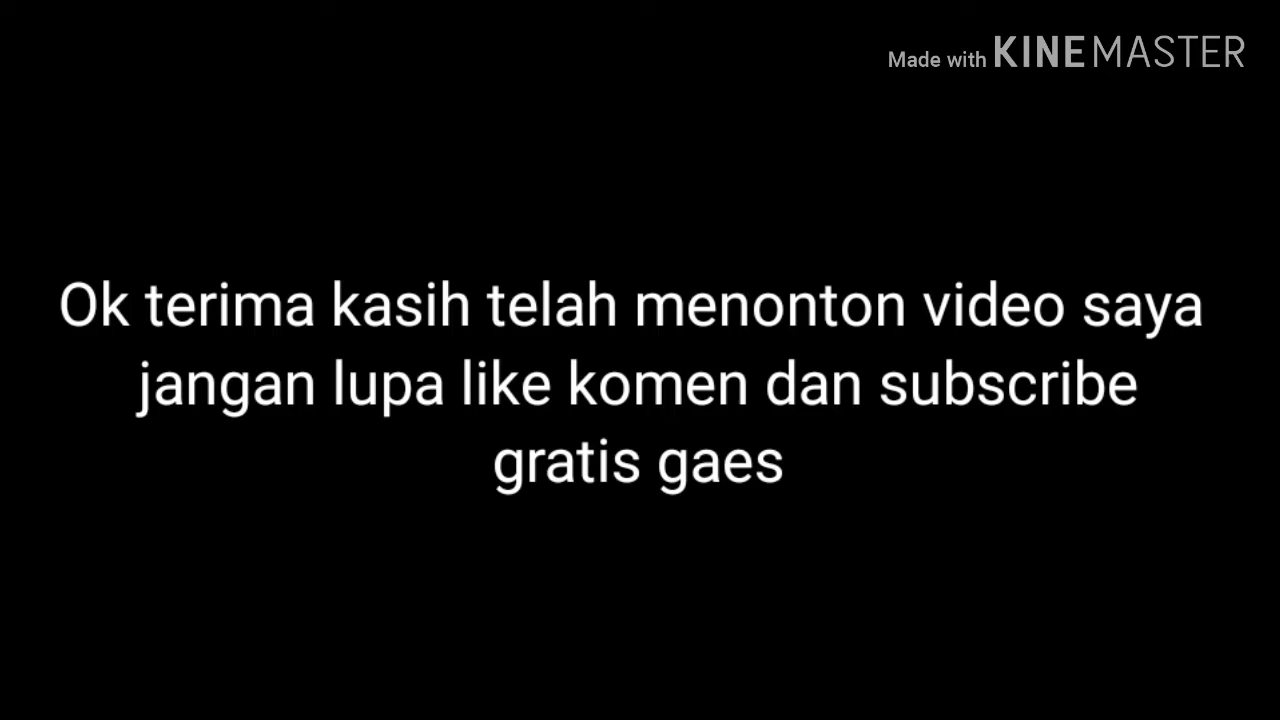 Made with KINEMASTER
Ok terima kasih telah menonton video saya
jangan lupa like komen dan subscribe
gratis gaes